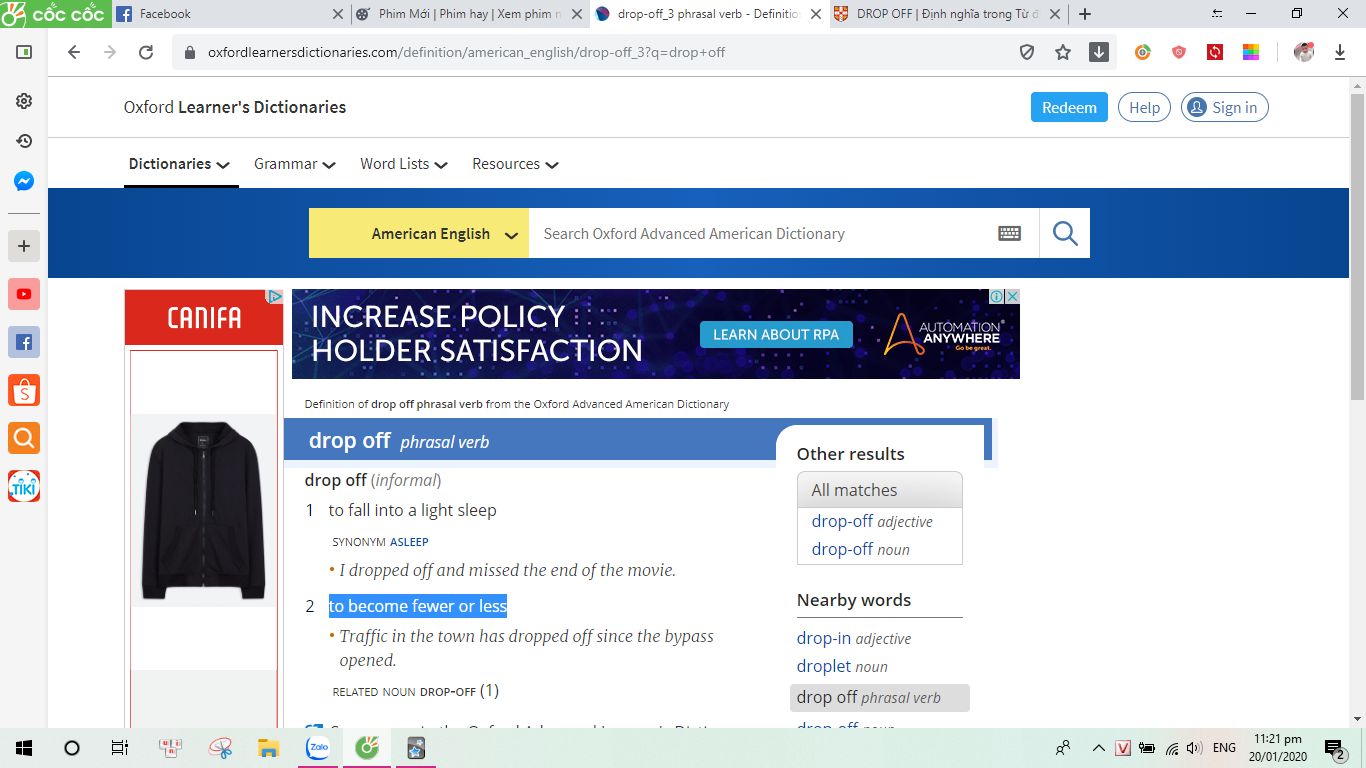 CỐC CỐC
Facebook
Phim Mới | Phim hay | Xem phim n
drop-off_3 phrasal verb - Definitio
DROP OFF | Định nghĩa trong Từ đ
oxfordlearnersdictionaries.com/definition/american_english/drop-off_3?q=drop+off
Oxford Learner's Dictionaries
Redeem
Help
Sign in
Dictionaries
Grammar
Word Lists
Resources
American English
Search Oxford Advanced American Dictionary
CANIFA
INCREASE POLICY
HOLDER SATISFACTION
LEARN ABOUT RPA
AUTOMATION
ANYWHERE
Go be great.
Definition of drop off phrasal verb from the Oxford Advanced American Dictionary
drop off phrasal verb
drop off (informal)
1 to fall into a light sleep
SYNONYM ASLEEP
• I dropped off and missed the end of the movie.
2 to become fewer or less
• Traffic in the town has dropped off since the bypass
opened.
RELATED NOUN DROP-OFF (1)
Other results
All matches
drop-off adjective
drop-off noun
Nearby words
drop-in adjective
droplet noun
drop off phrasal verb
drop-off noun
TIKI
Zalo
V
ENG
11:21 pm
20/01/2020
2